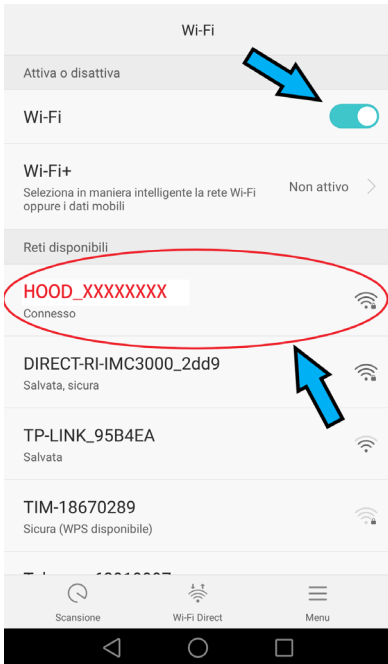 Wi-Fi
Attiva o disattiva
Wi-Fi
Wi-Fi+
Seleziona in maniera intelligente la rete Wi-Fi
oppure i dati mobili
Non attivo
Reti disponibili
HOOD_XXXXXXXX
Connesso
DIRECT-RI-IMC3000_2dd9
Salvata, sicura
TP-LINK_95B4EA
Salvata
TIM-18670289
Sicura (WPS disponibile)
Scansione
Wi-Fi Direct
Menu